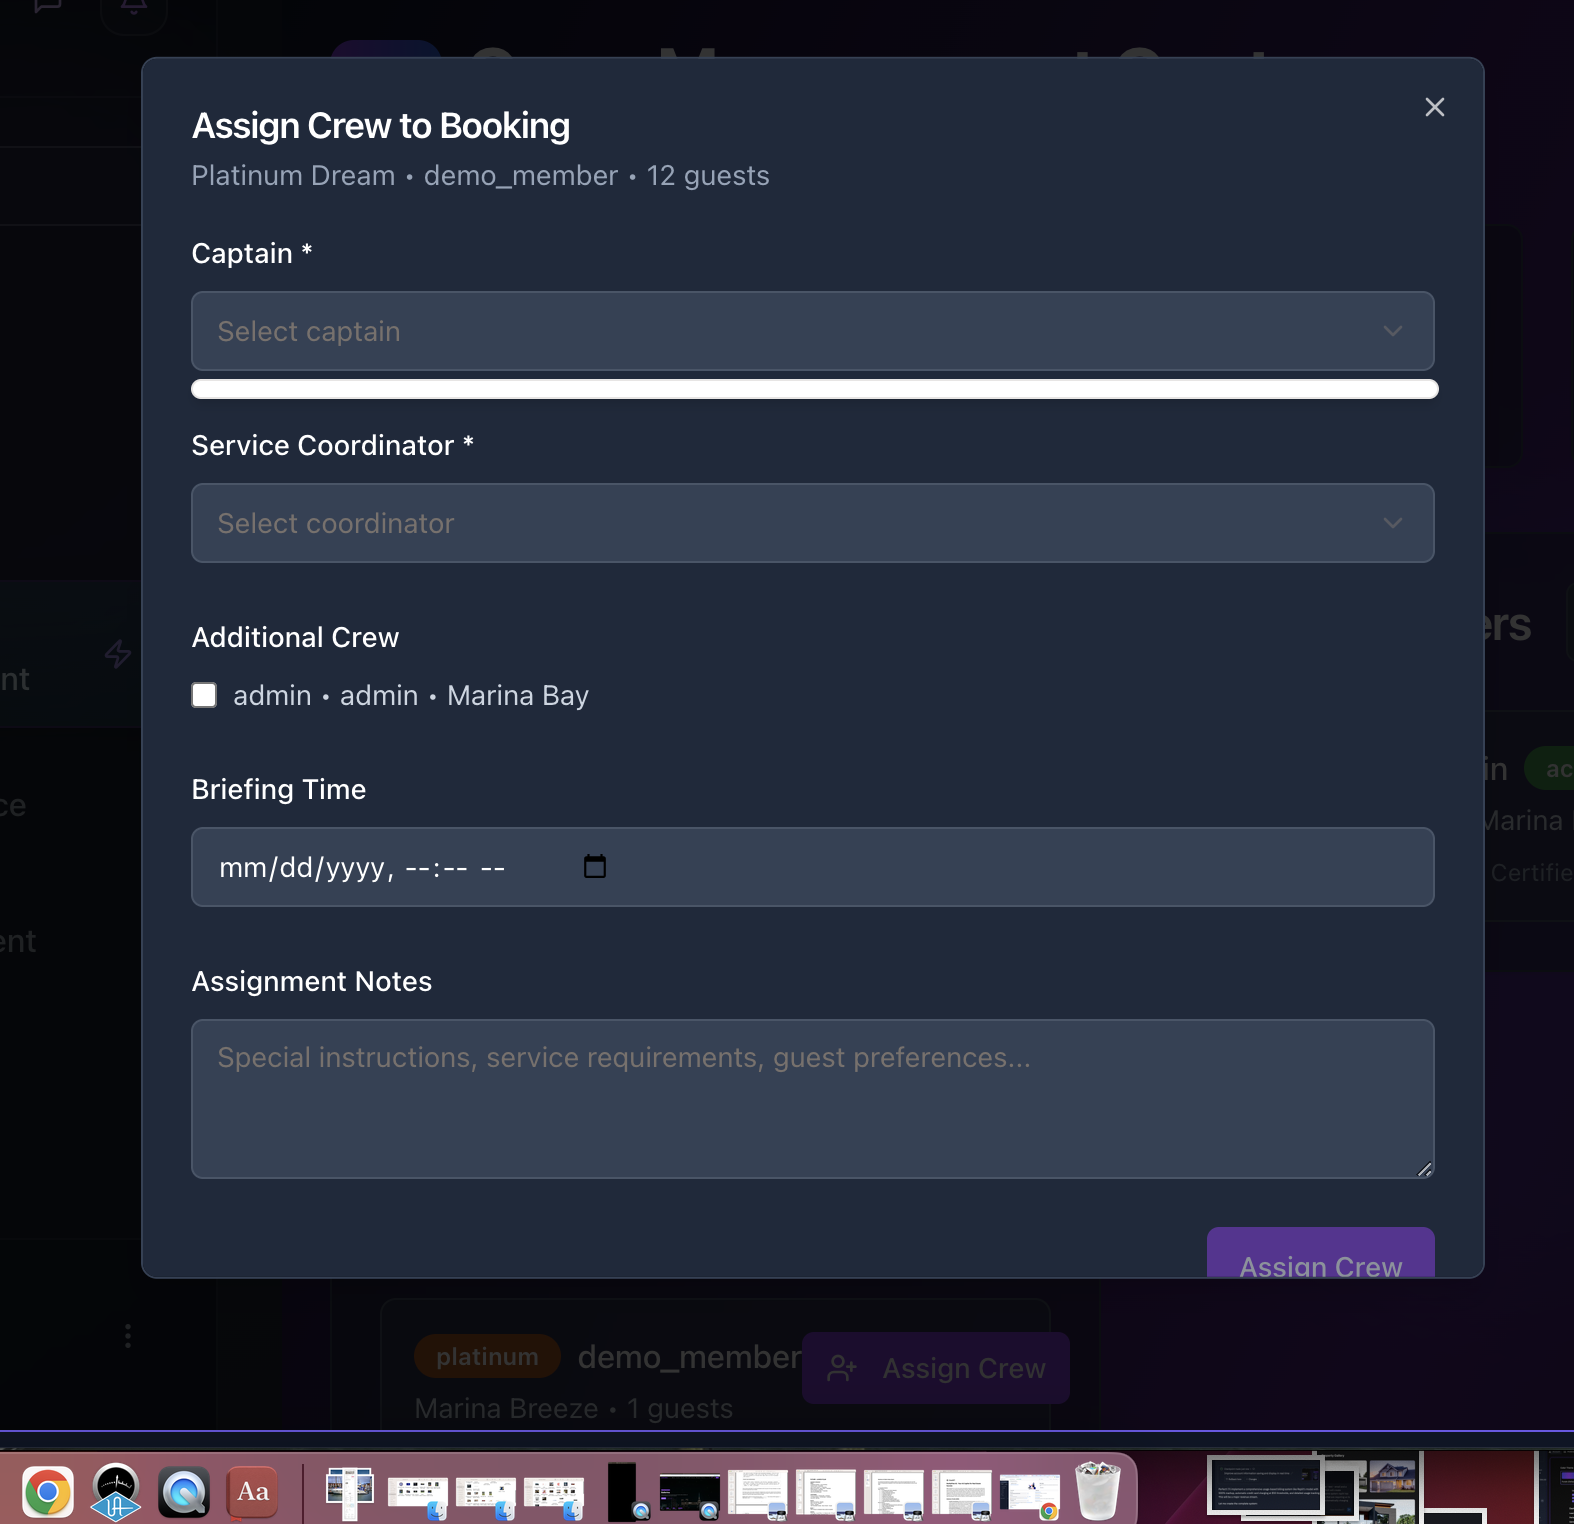 Assign Crew to Booking
Platinum Dream • demo_member • 12 guests
Captain *
Select captain
Service Coordinator *
Select coordinator
Additional Crew
admin • admin • Marina Bay
Briefing Time
mm/dd/yyyy, --:-- --
Assignment Notes
Special instructions, service requirements, guest preferences...
Assign Crew
nt
ce
ent
ers
in
ac
Marina
Certifie
platinum
demo_member
Assign Crew
Marina Breeze • 1 guests
Aa